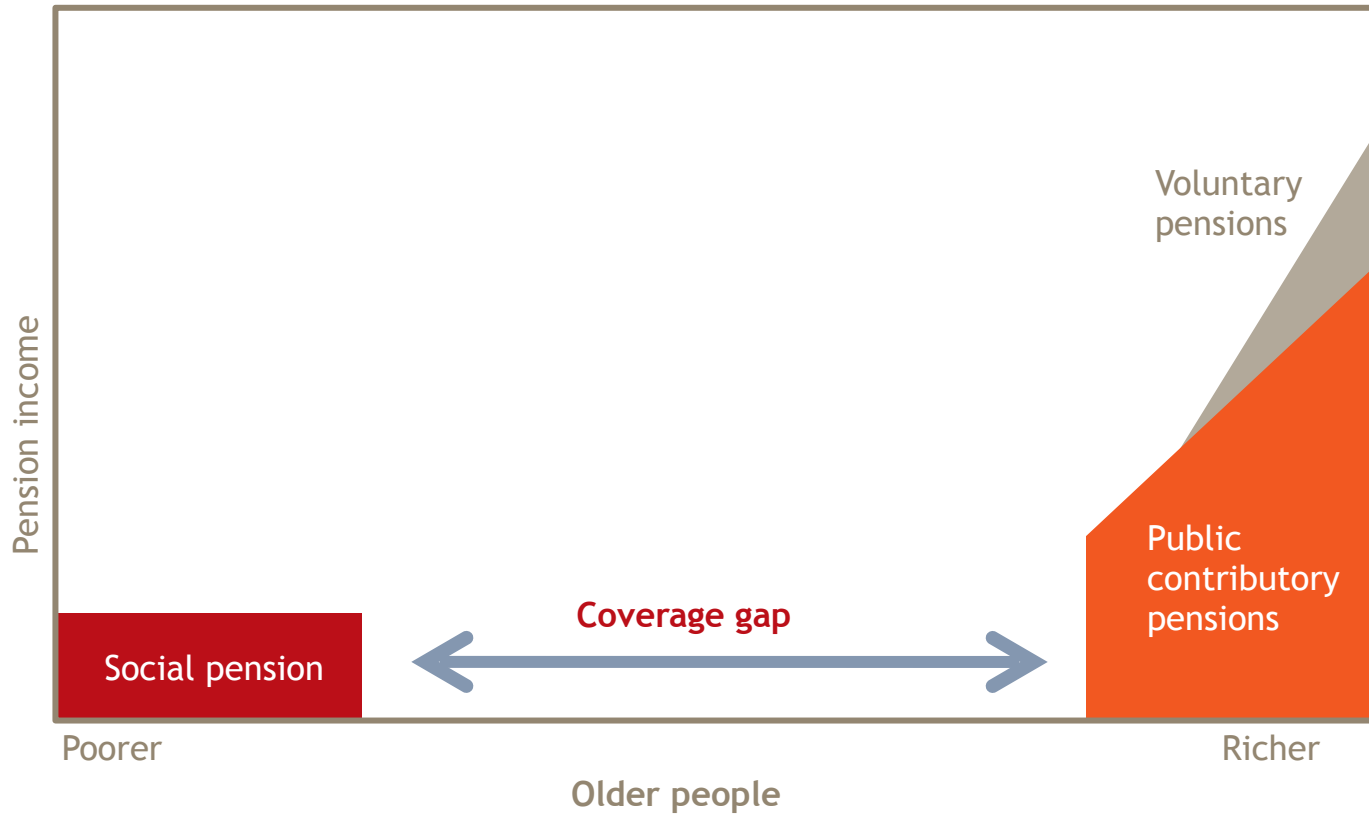 Voluntary
pensions
Pension income
Public
contributory
pensions
Coverage gap
Social pension
Poorer
Richer
Older people